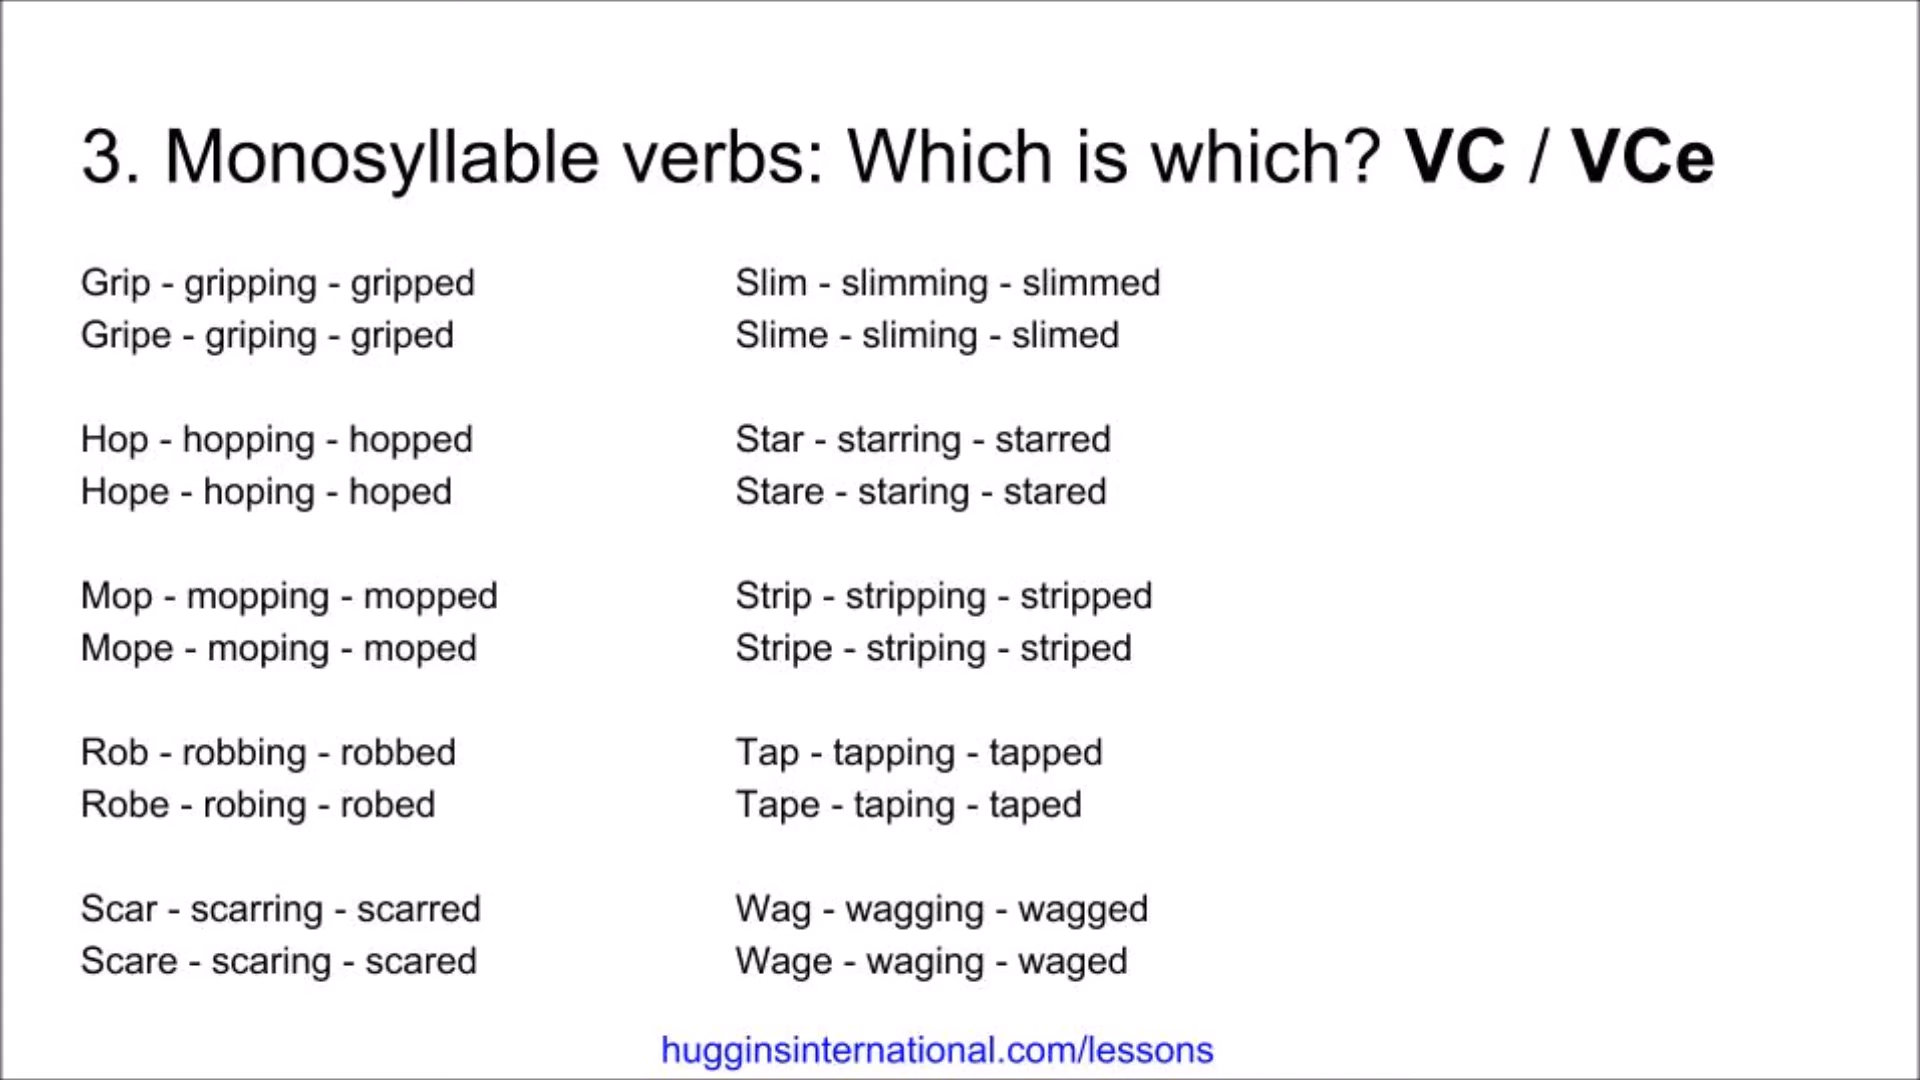 3. Monosyllable verbs: Which is which? VC / VCe
Grip - gripping - gripped
Gripe - griping - griped
Hop - hopping - hopped
Hope - hoping - hoped
Mop - mopping - mopped
Mope - moping - moped
Rob - robbing - robbed
Robe - robing - robed
Scar - scarring - scarred
Scare - scaring - scared
Slim - slimming - slimmed
Slime - sliming - slimed
Star - starring - starred
Stare - staring - stared
Strip - stripping - stripped
Stripe - striping - striped
Tap - tapping - tapped
Tape - taping - taped
Wag - wagging - wagged
Wage - waging - waged
hugginsinternational.com/lessons